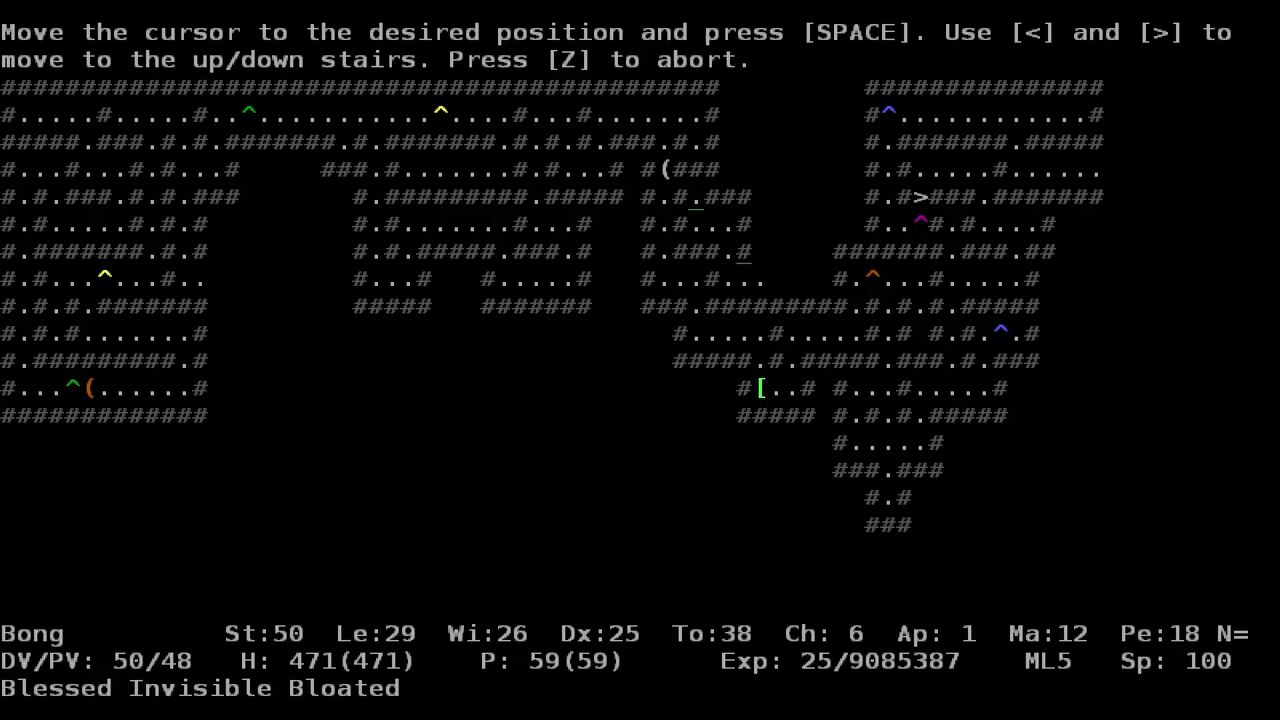 Move the cursor to the desired position and press [SPACE]. Use [<] and [>] to
move to the up/down stairs. Press [Z] to abort.
Bong St:50 Le:29 Wi:26 Dx:25 To:38 Ch: 6 Ap: 1 Ma:12 Pe:18 N=
DV/PV: 50/48 H: 471(471) P: 59(59) Exp: 25/9085387 ML5 Sp: 100
Blessed Invisible Bloated